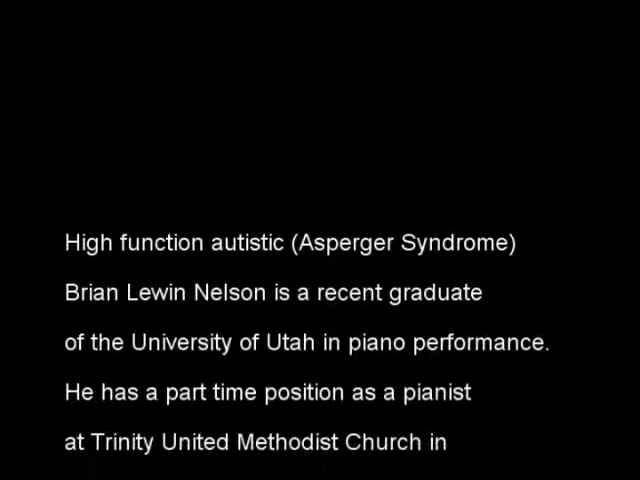 High function autistic (Asperger Syndrome)
Brian Lewin Nelson is a recent graduate
of the University of Utah in piano performance.
He has a part time position as a pianist
at Trinity United Methodist Church in